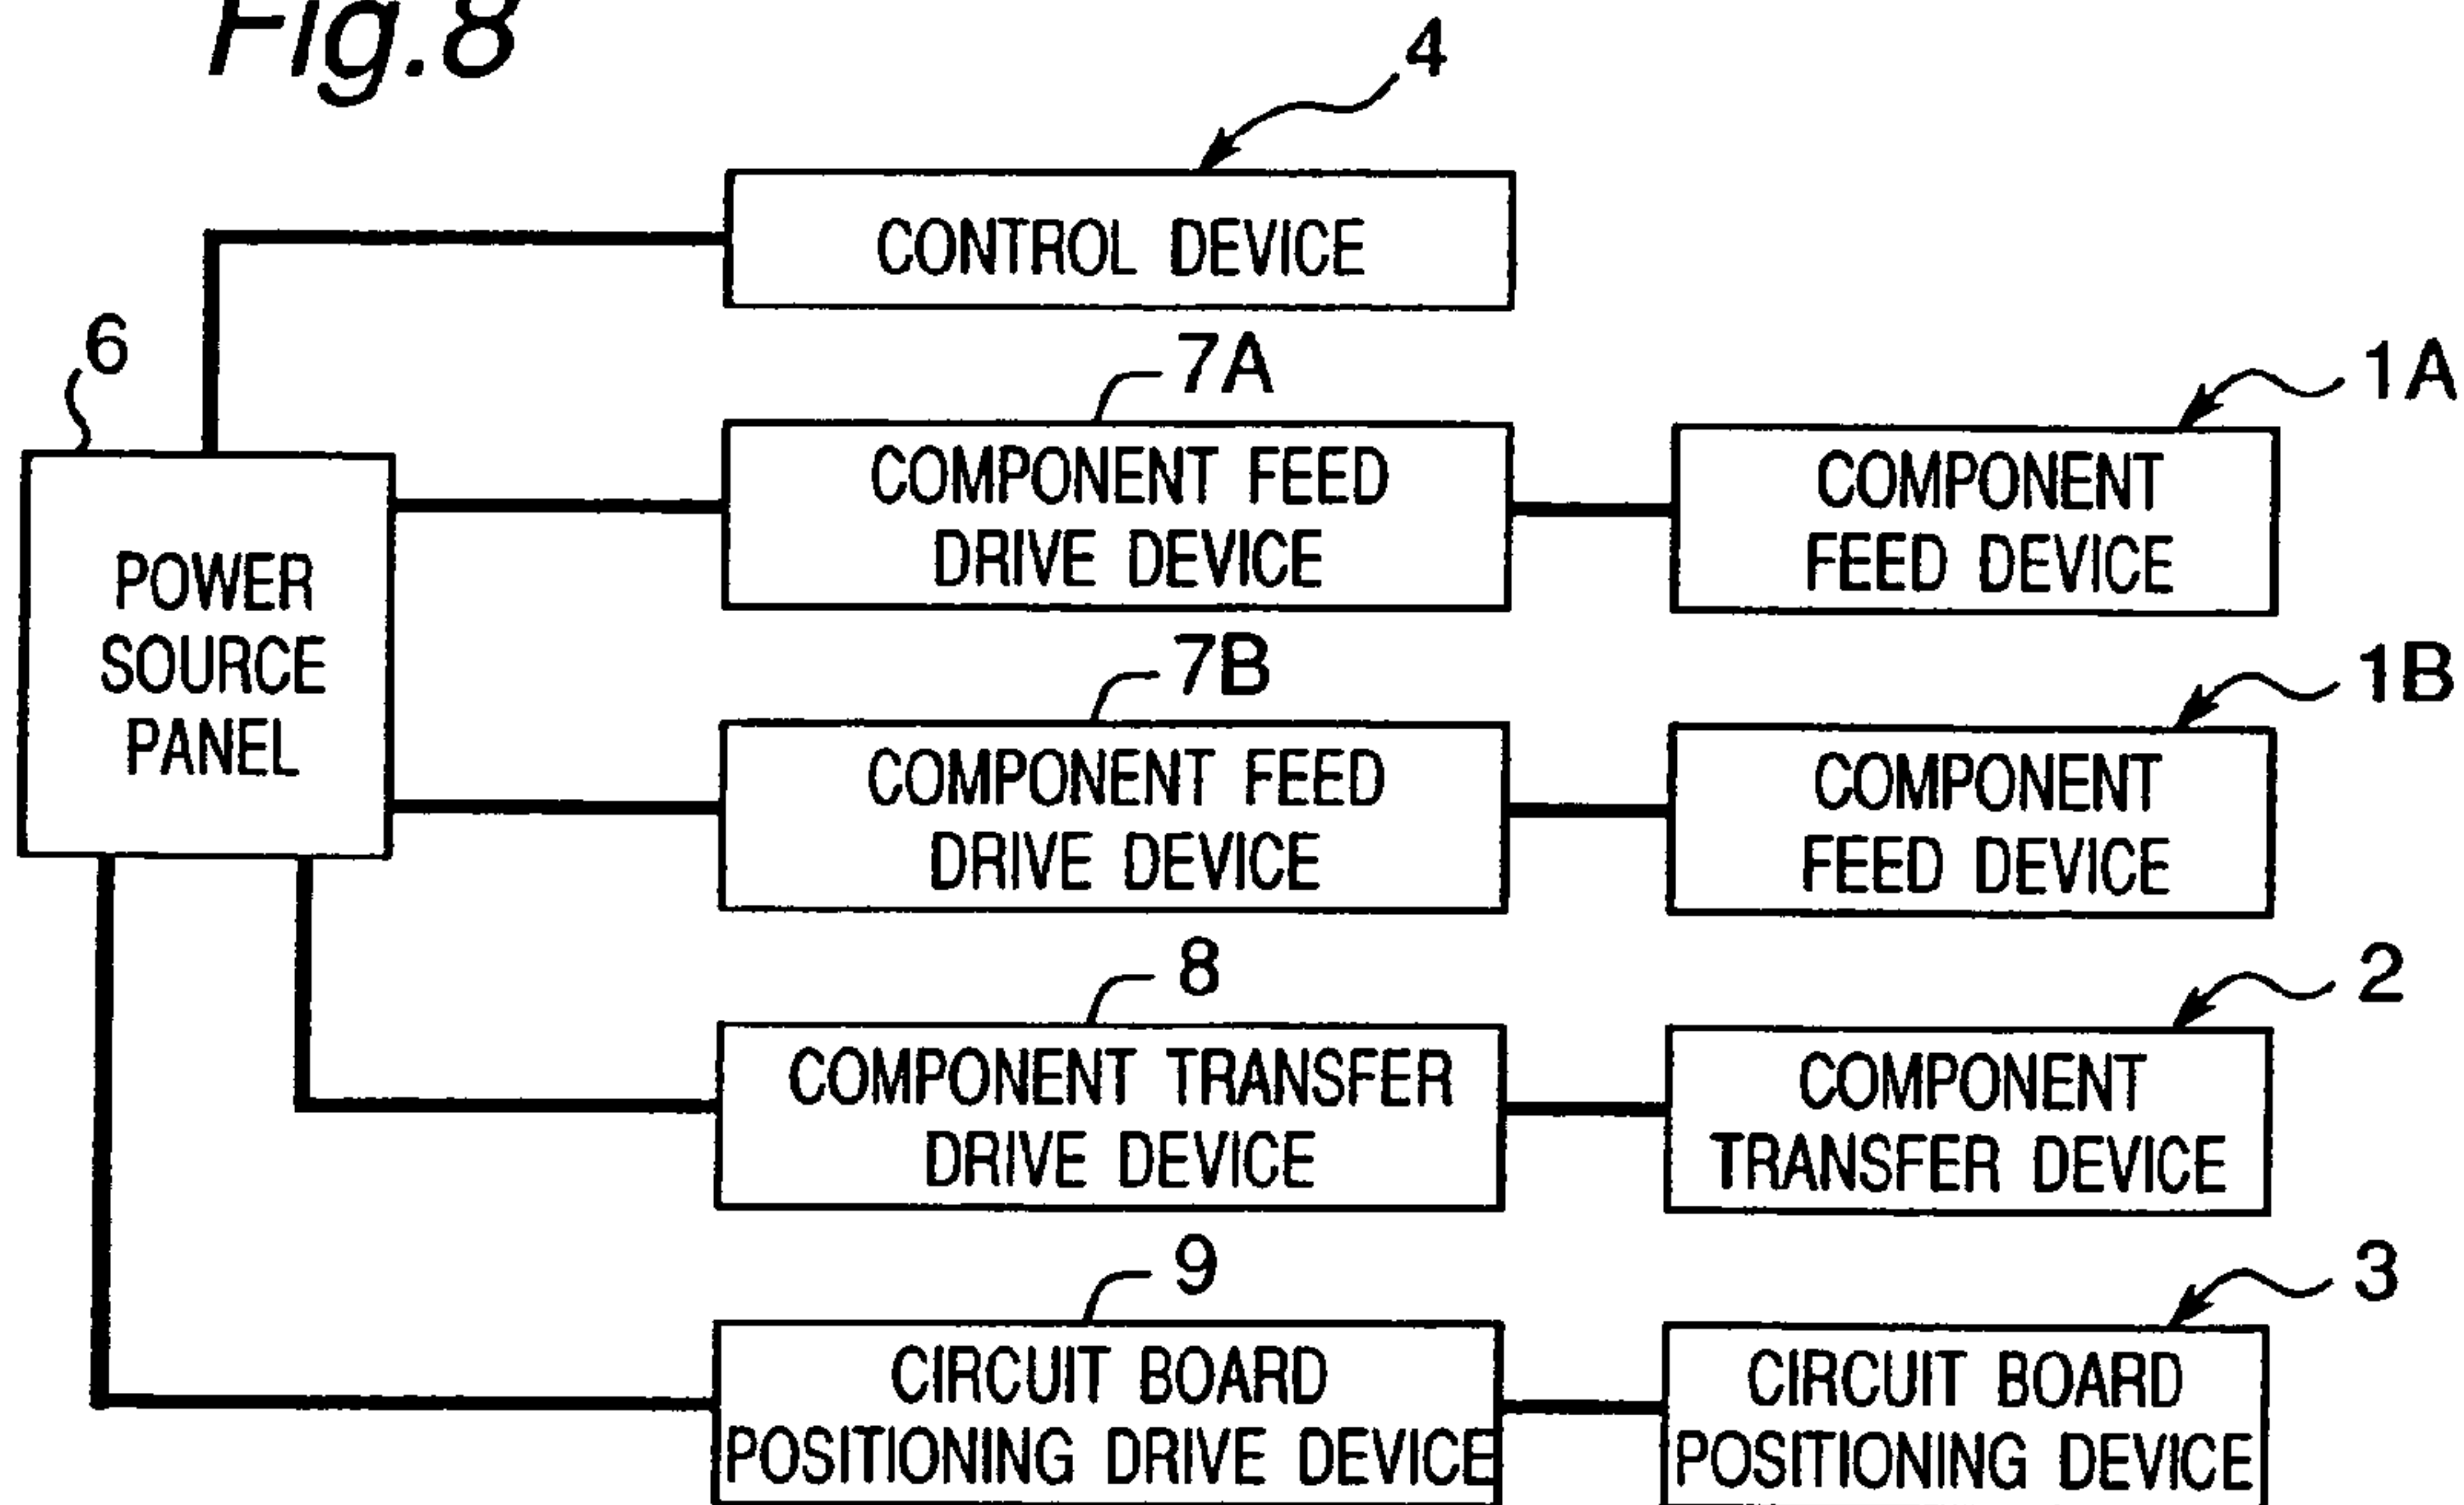 Fig.8
4
CONTROL DEVICE
6
POWER
SOURCE
PANEL
7A
COMPONENT FEED
DRIVE DEVICE
1A
COMPONENT
FEED DEVICE
7B
COMPONENT FEED
DRIVE DEVICE
1B
COMPONENT
FEED DEVICE
8
COMPONENT TRANSFER
DRIVE DEVICE
2
COMPONENT
TRANSFER DEVICE
9
CIRCUIT BOARD
POSITIONING DRIVE DEVICE
3
CIRCUIT BOARD
POSITIONING DEVICE